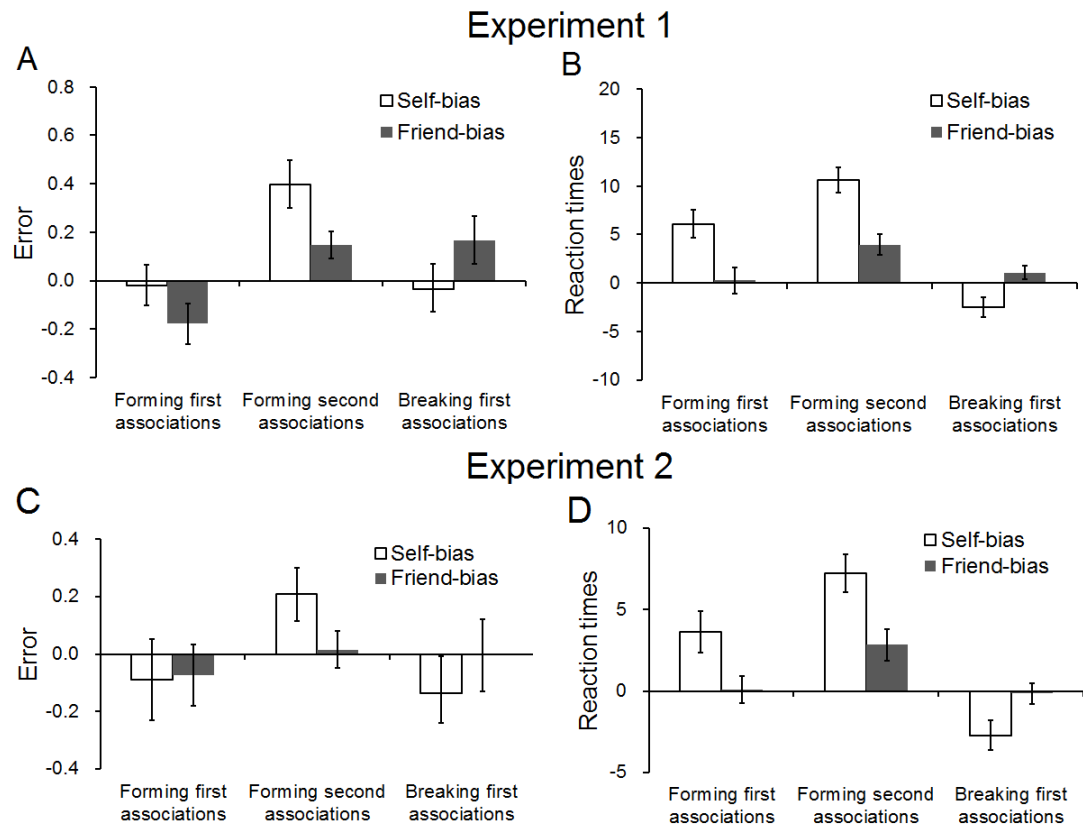 Experiment 1
A
Error
0.8
0.6
0.4
0.2
0.0
-0.2
-0.4
Self-bias
Friend-bias
Forming first
associations
Forming second
associations
Breaking first
associations
B
Reaction times
20
15
10
5
0
-5
-10
Self-bias
Friend-bias
Forming first
associations
Forming second
associations
Breaking first
associations
Experiment 2
C
Error
0.4
0.2
0.0
-0.2
-0.4
Self-bias
Friend-bias
Forming first
associations
Forming second
associations
Breaking first
associations
D
Reaction times
10
5
0
-5
Self-bias
Friend-bias
Forming first
associations
Forming second
associations
Breaking first
associations